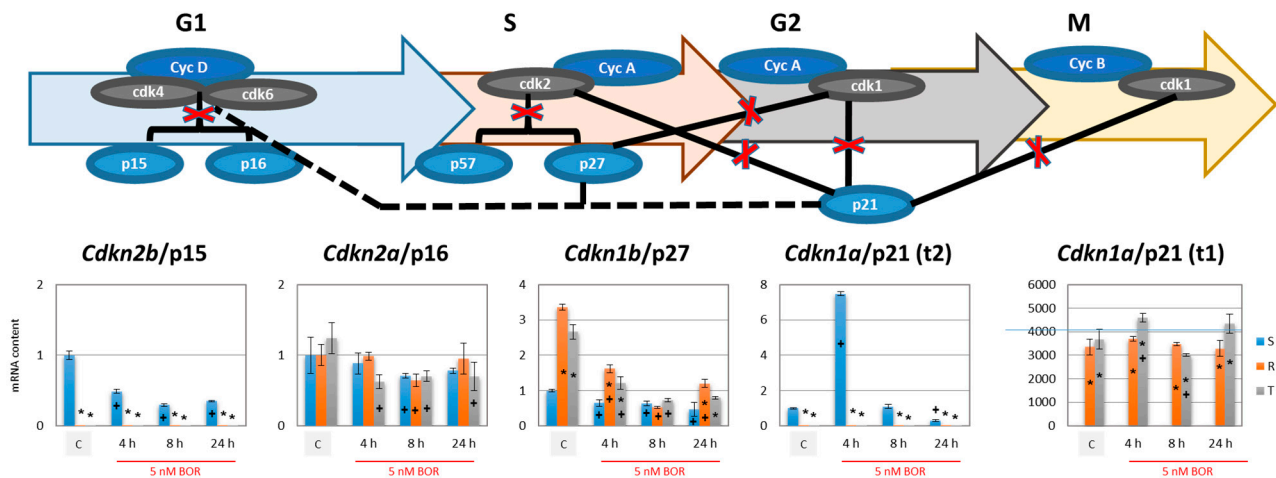 G1 S G2 M
Cyc D
cdk4 cdk6
cdk2 Cyc A
Cyc A cdk1
Cyc B cdk1
p15 p16 p57 p27
p21
Cdkn2b/p15
mRNA content
2
1
0
*
*
+
*
*
+
*
*
+
*
*
C 4 h 8 h 24 h
5 nM BOR
Cdkn2a/p16
2
1
0
+
+
+
+
+
C 4 h 8 h 24 h
5 nM BOR
Cdkn1b/p27
4
3
2
1
0
*
*
+
*
+
*
+
+
+
+
+
*
+
*
C 4 h 8 h 24 h
5 nM BOR
Cdkn1a/p21 (t2)
8
6
4
2
0
*
*
+
*
*
*
*
+
*
*
C 4 h 8 h 24 h
5 nM BOR
Cdkn1a/p21 (t1)
6000
5000
4000
3000
2000
1000
0
*
*
*
*
+
*
*
+
*
*
C 4 h 8 h 24 h
5 nM BOR
S
R
T